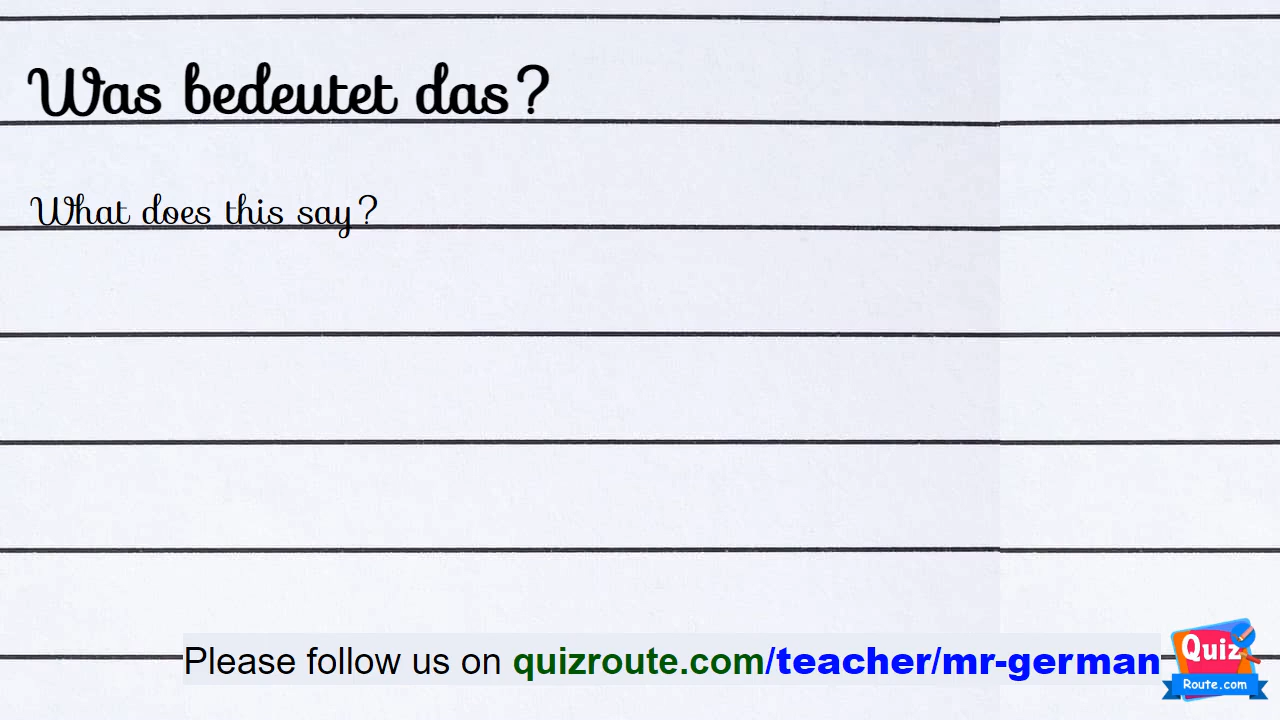 Was bedeutet das?
What does this say?
Please follow us on quizroute.com/teacher/mr-german
Quiz
Route.com